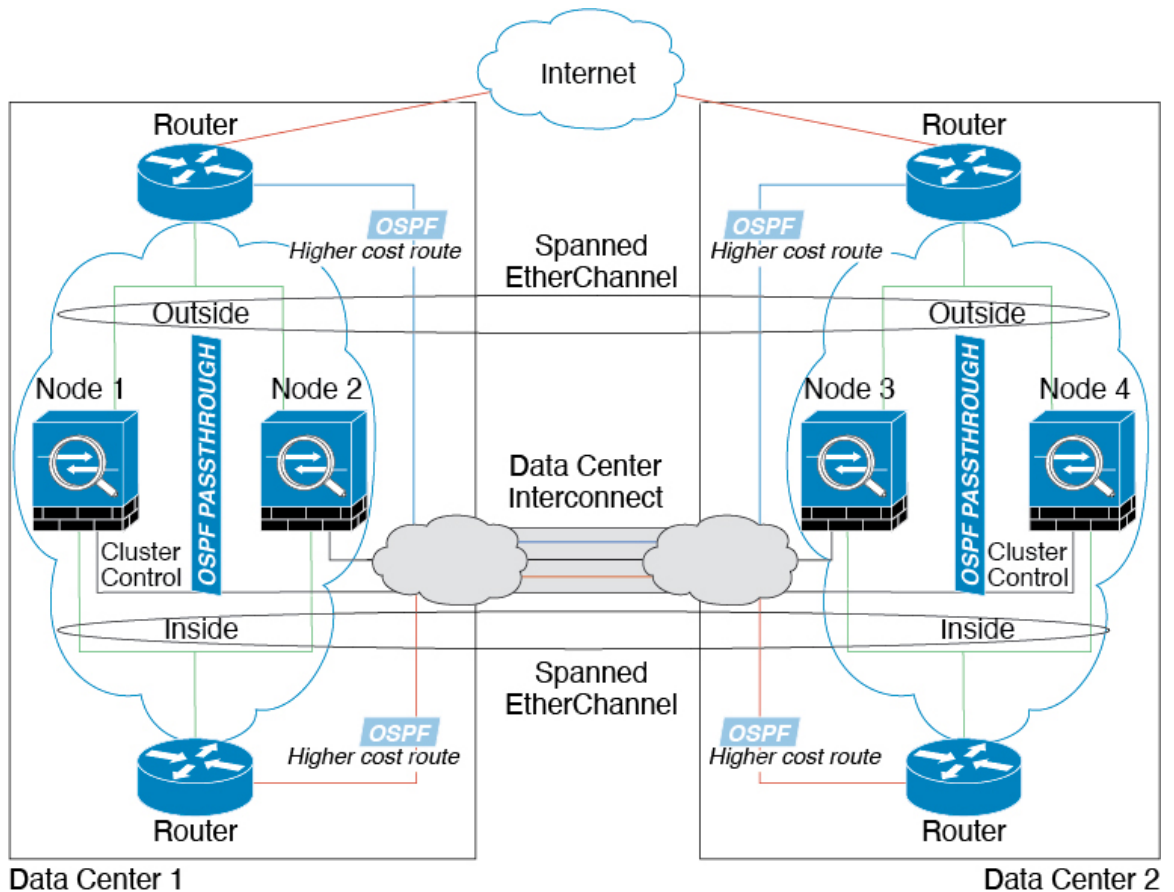 Internet
Router
Router
OSPF
Higher cost route
OSPF
Higher cost route
Spanned
EtherChannel
Outside
Outside
Node 1
Node 2
Node 3
Node 4
OSPF PASSTHROUGH
OSPF PASSTHROUGH
Data Center
Interconnect
Cluster
Control
Cluster
Control
Inside
Inside
Spanned
EtherChannel
OSPF
Higher cost route
OSPF
Higher cost route
Router
Router
Data Center 1
Data Center 2